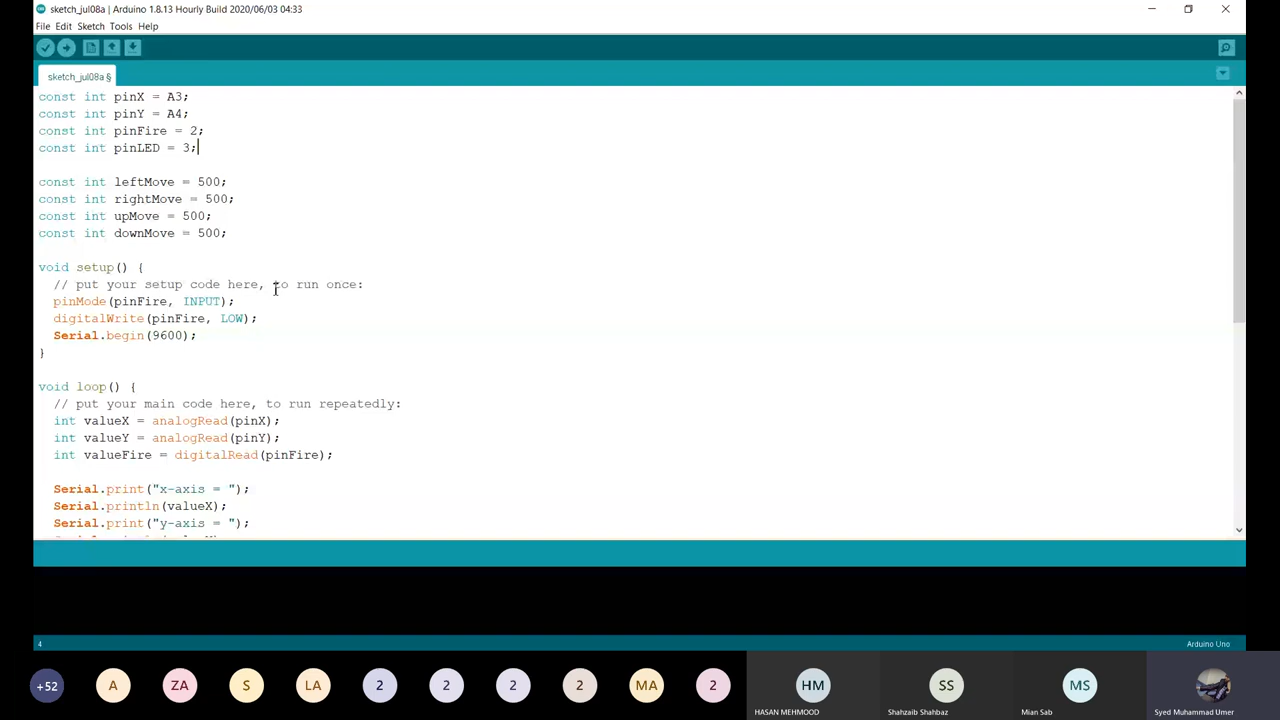 sketch_jul08a | Arduino 1.8.13 Hourly Build 2020/06/03 04:33
File Edit Sketch Tools Help
sketch_jul08a §
const int pinX = A3;
const int pinY = A4;
const int pinFire = 2;
const int pinLED = 3;
const int leftMove = 500;
const int rightMove = 500;
const int upMove = 500;
const int downMove = 500;
void setup() {
// put your setup code here, to run once:
pinMode(pinFire, INPUT);
digitalWrite(pinFire, LOW);
Serial.begin(9600);
}
void loop() {
// put your main code here, to run repeatedly:
int valueX = analogRead(pinX);
int valueY = analogRead(pinY);
int valueFire = digitalRead(pinFire);
Serial.print("x-axis = ");
Serial.println(valueX);
Serial.print("y-axis = ");
4 Arduino Uno
+52 A ZA S LA 2 2 2 2 MA 2 HM SS MS
HASAN MEHMOOD Shahzaib Shahbaz Mian Sab Syed Muhammad Umer